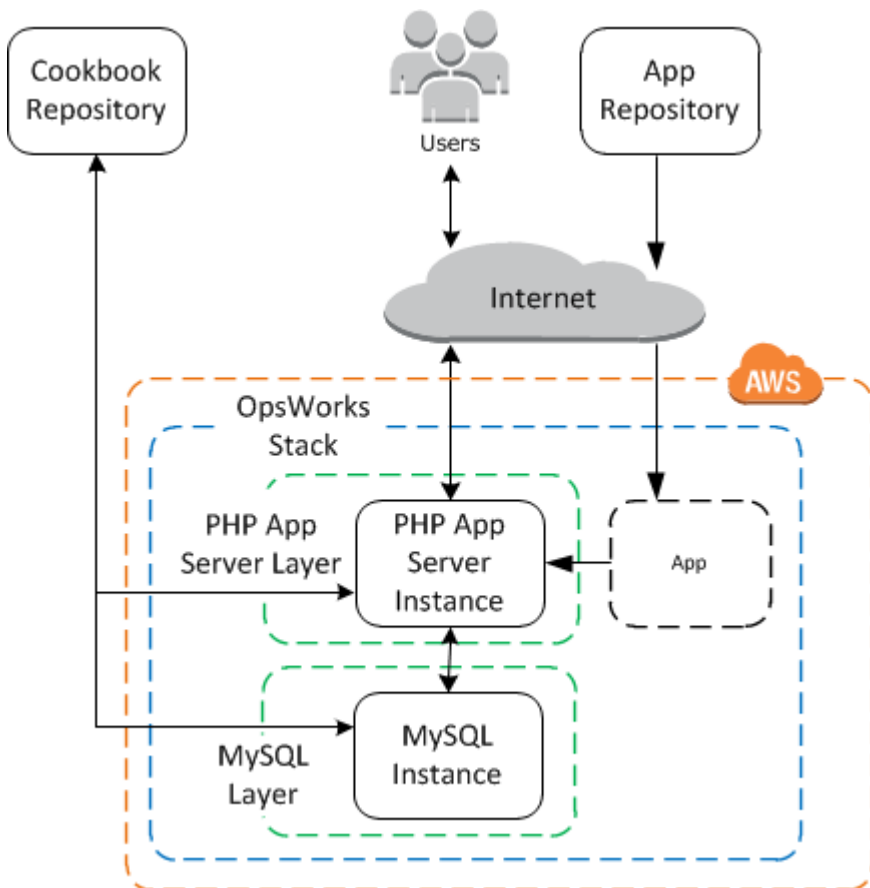 Cookbook
Repository
Users
App
Repository
Internet
AWS
OpsWorks
Stack
PHP App
Server Layer
PHP App
Server
Instance
App
MySQL
Layer
MySQL
Instance